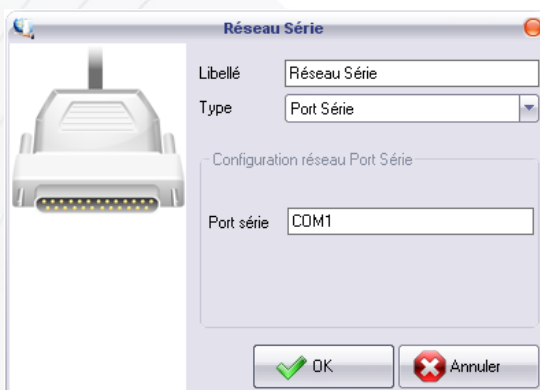 Réseau Série
Libellé Réseau Série
Type Port Série
Configuration réseau Port Série
Port série COM1
OK Annuler